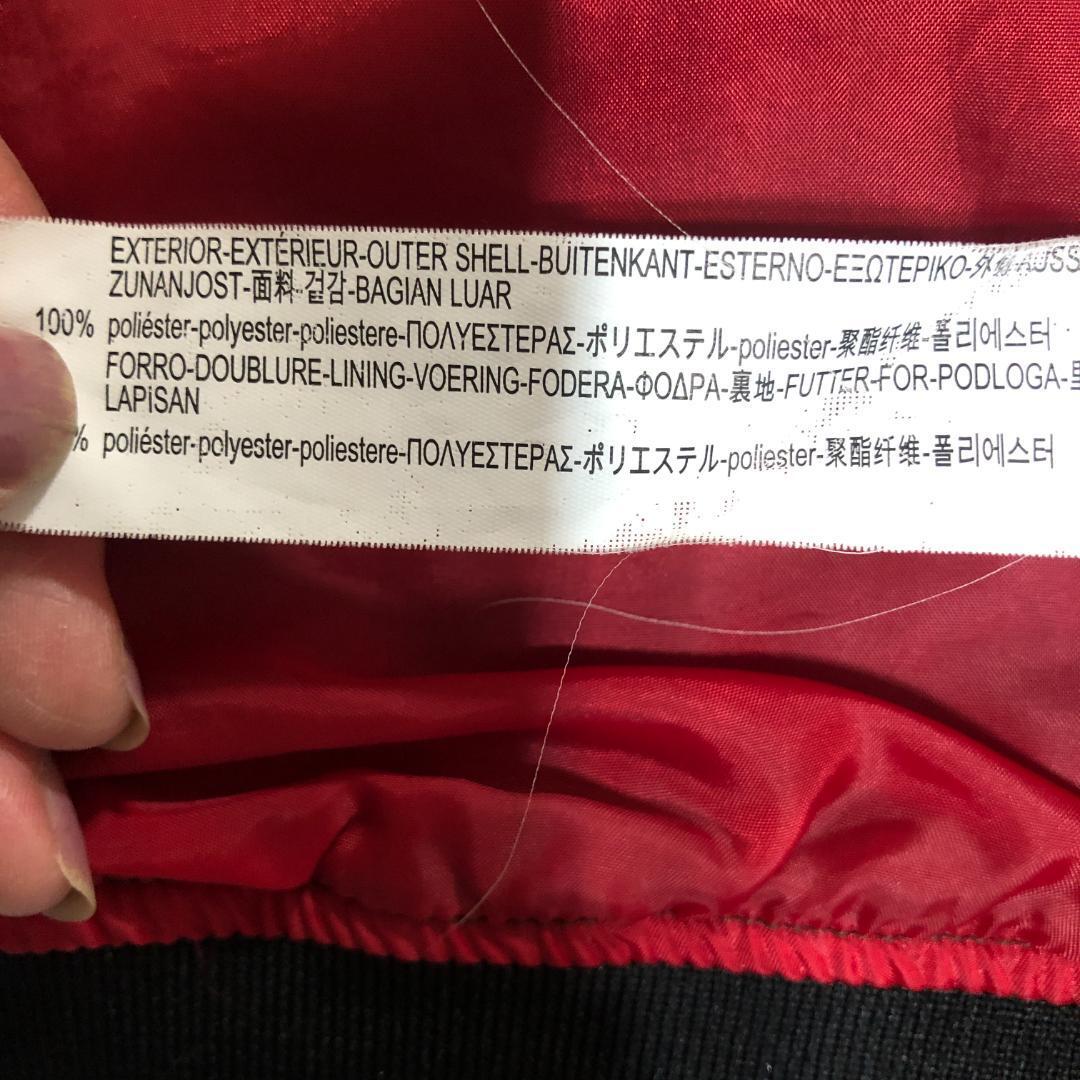 EXTERIOR-EXTÉRIEUR-OUTER SHELL-BUITENKANT-ESTERNO-ΕΞΩΤΕΡΙΚΟ-
ZUNANJOST-面料-겉감-BAGIAN LUAR
100% poliéster-polyester-poliestere-ΠΟΛΥΕΣΤΕΡΑΣ-ポリエステル-poliester-聚酯纤维-폴리에스터
FORRO-DOUBLURE-LINING-VOERING-FODERA-ΦΟΔΡΑ-裏地-FUTTER-FOR-PODLOGA-
LAPiSAN
% poliéster-polyester-poliestere-ΠΟΛΥΕΣΤΕΡΑΣ-ポリエステル-poliester-聚酯纤维-폴리에스터